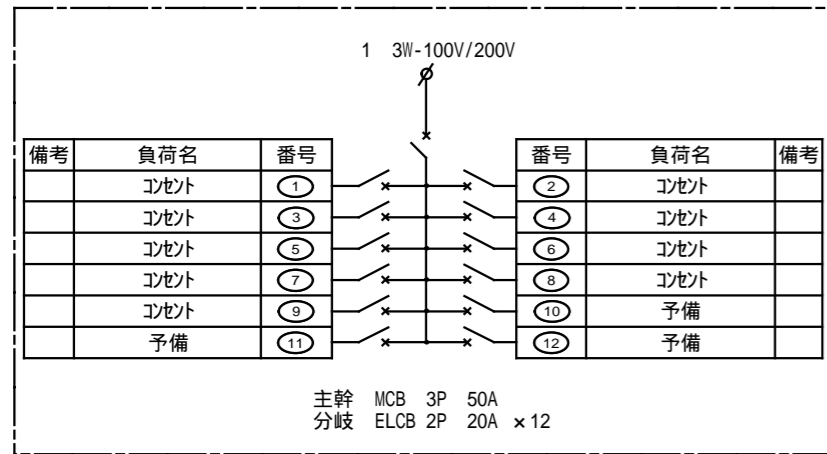 1 3W-100V/200V
備考 負荷名 番号 番号 負荷名 備考
コンセント 1 2 コンセント
コンセント 3 4 コンセント
コンセント 5 6 コンセント
コンセント 7 8 コンセント
コンセント 9 10 予備
予備 11 12 予備
主幹 MCB 3P 50A
分岐 ELCB 2P 20A ×12